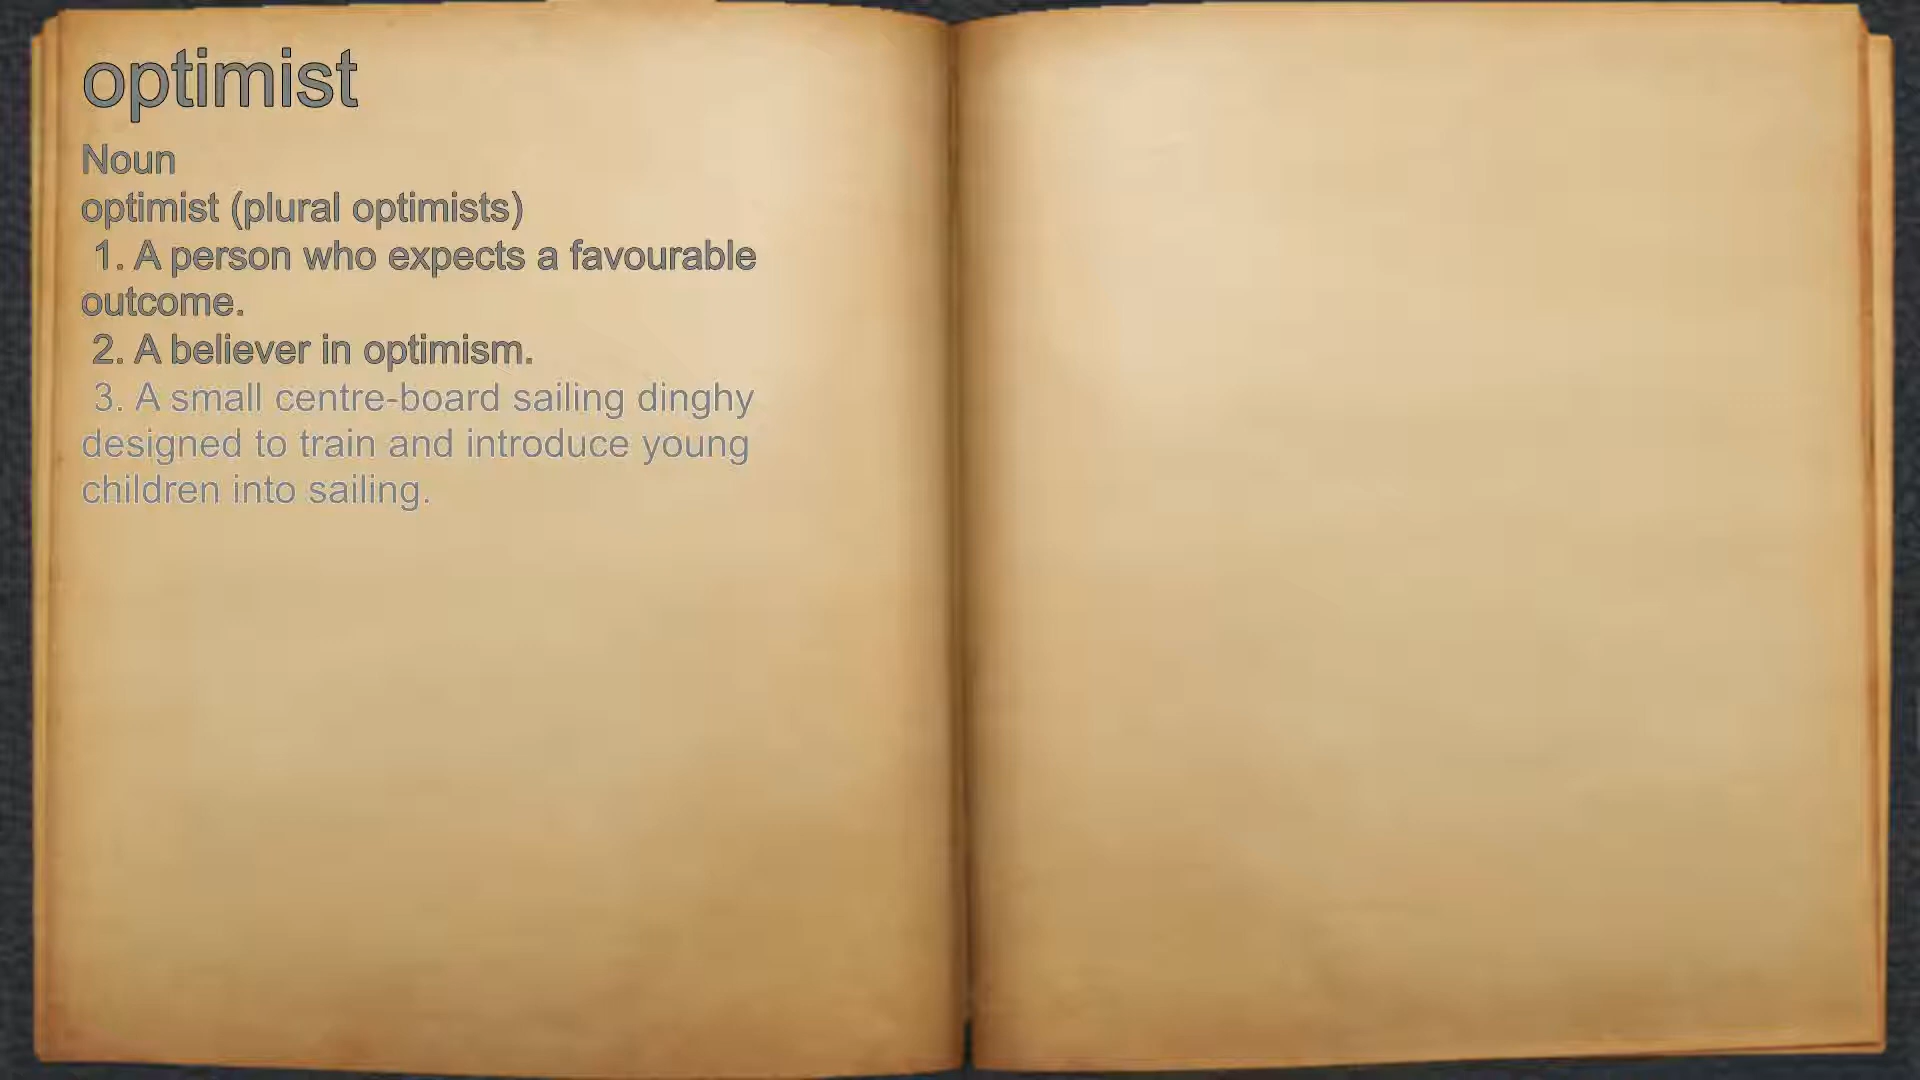 optimist
Noun
optimist (plural optimists)
1. A person who expects a favourable
outcome.
2. A believer in optimism.
3. A small centre-board sailing dinghy
designed to train and introduce young
children into sailing.